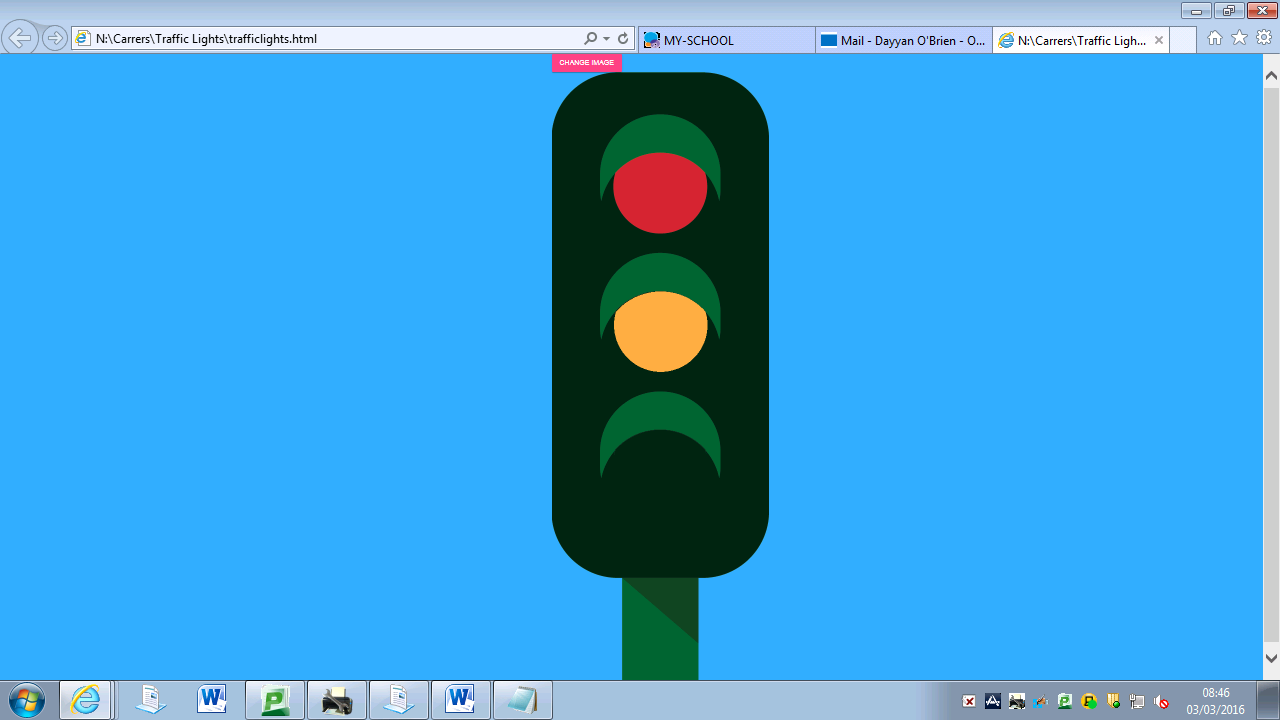 N:\Carrers\Traffic Lights\trafficlights.html
MY-SCHOOL
Mail - Dayyan O'Brien - O...
N:\Carrers\Traffic Ligh...
CHANGE IMAGE
08:46
03/03/2016